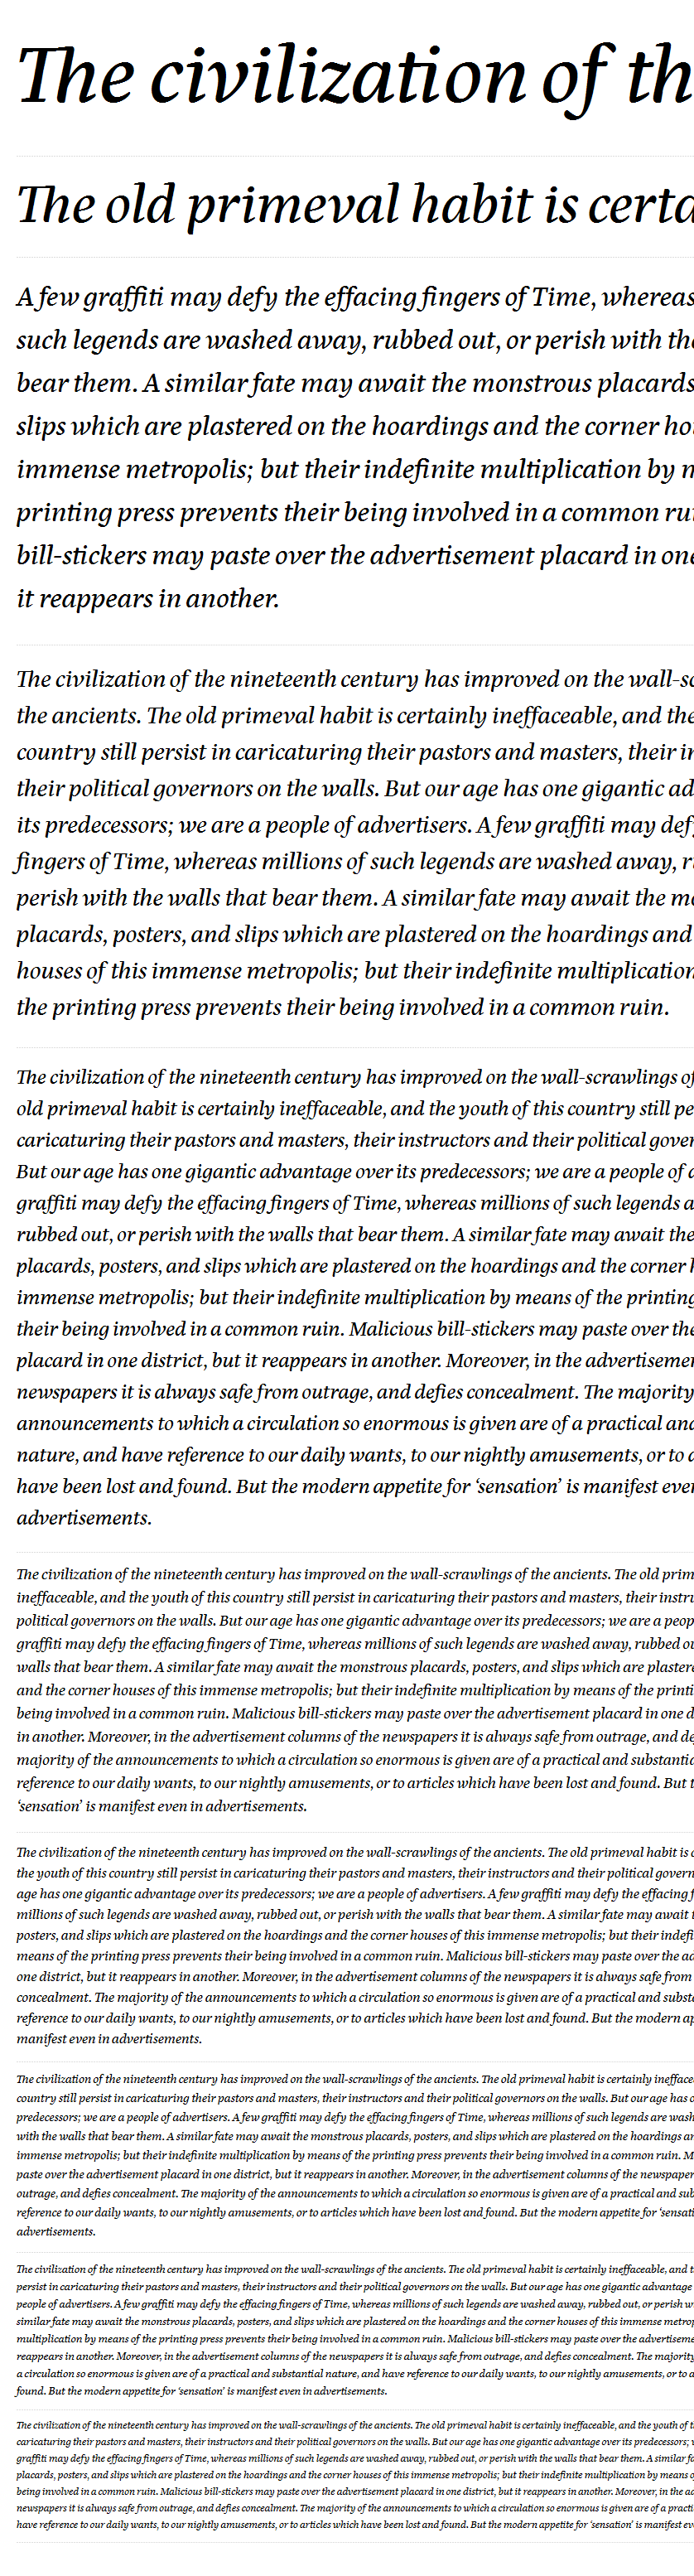 The civilization of th
The old primeval habit is certa
A few graffiti may defy the effacing fingers of Time, whereas
such legends are washed away, rubbed out, or perish with the
bear them. A similar fate may await the monstrous placards
slips which are plastered on the hoardings and the corner hou
immense metropolis; but their indefinite multiplication by m
printing press prevents their being involved in a common rui
bill-stickers may paste over the advertisement placard in one
it reappears in another.
The civilization of the nineteenth century has improved on the wall-sc
the ancients. The old primeval habit is certainly ineffaceable, and the
country still persist in caricaturing their pastors and masters, their in
their political governors on the walls. But our age has one gigantic ad
its predecessors; we are a people of advertisers. A few graffiti may defy
fingers of Time, whereas millions of such legends are washed away, ru
perish with the walls that bear them. A similar fate may await the mo
placards, posters, and slips which are plastered on the hoardings and
houses of this immense metropolis; but their indefinite multiplication
the printing press prevents their being involved in a common ruin.
The civilization of the nineteenth century has improved on the wall-scrawlings of
old primeval habit is certainly ineffaceable, and the youth of this country still pe
caricaturing their pastors and masters, their instructors and their political gover
But our age has one gigantic advantage over its predecessors; we are a people of a
graffiti may defy the effacing fingers of Time, whereas millions of such legends a
rubbed out, or perish with the walls that bear them. A similar fate may await the
placards, posters, and slips which are plastered on the hoardings and the corner h
immense metropolis; but their indefinite multiplication by means of the printing
their being involved in a common ruin. Malicious bill-stickers may paste over the
placard in one district, but it reappears in another. Moreover, in the advertisemen
newspapers it is always safe from outrage, and defies concealment. The majority
announcements to which a circulation so enormous is given are of a practical and
nature, and have reference to our daily wants, to our nightly amusements, or to a
have been lost and found. But the modern appetite for ‘sensation’ is manifest even
advertisements.
The civilization of the nineteenth century has improved on the wall-scrawlings of the ancients. The old prim
ineffaceable, and the youth of this country still persist in caricaturing their pastors and masters, their instru
political governors on the walls. But our age has one gigantic advantage over its predecessors; we are a peop
graffiti may defy the effacing fingers of Time, whereas millions of such legends are washed away, rubbed ou
walls that bear them. A similar fate may await the monstrous placards, posters, and slips which are plastere
and the corner houses of this immense metropolis; but their indefinite multiplication by means of the printi
being involved in a common ruin. Malicious bill-stickers may paste over the advertisement placard in one d
in another. Moreover, in the advertisement columns of the newspapers it is always safe from outrage, and de
majority of the announcements to which a circulation so enormous is given are of a practical and substantia
reference to our daily wants, to our nightly amusements, or to articles which have been lost and found. But t
‘sensation’ is manifest even in advertisements.
The civilization of the nineteenth century has improved on the wall-scrawlings of the ancients. The old primeval habit is c
the youth of this country still persist in caricaturing their pastors and masters, their instructors and their political govern
age has one gigantic advantage over its predecessors; we are a people of advertisers. A few graffiti may defy the effacing f
millions of such legends are washed away, rubbed out, or perish with the walls that bear them. A similar fate may await t
posters, and slips which are plastered on the hoardings and the corner houses of this immense metropolis; but their indefi
means of the printing press prevents their being involved in a common ruin. Malicious bill-stickers may paste over the ad
one district, but it reappears in another. Moreover, in the advertisement columns of the newspapers it is always safe from
concealment. The majority of the announcements to which a circulation so enormous is given are of a practical and substa
reference to our daily wants, to our nightly amusements, or to articles which have been lost and found. But the modern ap
manifest even in advertisements.
The civilization of the nineteenth century has improved on the wall-scrawlings of the ancients. The old primeval habit is certainly ineffacea
country still persist in caricaturing their pastors and masters, their instructors and their political governors on the walls. But our age has o
predecessors; we are a people of advertisers. A few graffiti may defy the effacing fingers of Time, whereas millions of such legends are wash
with the walls that bear them. A similar fate may await the monstrous placards, posters, and slips which are plastered on the hoardings an
immense metropolis; but their indefinite multiplication by means of the printing press prevents their being involved in a common ruin. M
paste over the advertisement placard in one district, but it reappears in another. Moreover, in the advertisement columns of the newspaper
outrage, and defies concealment. The majority of the announcements to which a circulation so enormous is given are of a practical and sub
reference to our daily wants, to our nightly amusements, or to articles which have been lost and found. But the modern appetite for ‘sensati
advertisements.
The civilization of the nineteenth century has improved on the wall-scrawlings of the ancients. The old primeval habit is certainly ineffaceable, and t
persist in caricaturing their pastors and masters, their instructors and their political governors on the walls. But our age has one gigantic advantage
people of advertisers. A few graffiti may defy the effacing fingers of Time, whereas millions of such legends are washed away, rubbed out, or perish w
similar fate may await the monstrous placards, posters, and slips which are plastered on the hoardings and the corner houses of this immense metrop
multiplication by means of the printing press prevents their being involved in a common ruin. Malicious bill-stickers may paste over the advertiseme
reappears in another. Moreover, in the advertisement columns of the newspapers it is always safe from outrage, and defies concealment. The majority
a circulation so enormous is given are of a practical and substantial nature, and have reference to our daily wants, to our nightly amusements, or to a
found. But the modern appetite for ‘sensation’ is manifest even in advertisements.
The civilization of the nineteenth century has improved on the wall-scrawlings of the ancients. The old primeval habit is certainly ineffaceable, and the youth of t
caricaturing their pastors and masters, their instructors and their political governors on the walls. But our age has one gigantic advantage over its predecessors; w
graffiti may defy the effacing fingers of Time, whereas millions of such legends are washed away, rubbed out, or perish with the walls that bear them. A similar fa
placards, posters, and slips which are plastered on the hoardings and the corner houses of this immense metropolis; but their indefinite multiplication by means o
being involved in a common ruin. Malicious bill-stickers may paste over the advertisement placard in one district, but it reappears in another. Moreover, in the ad
newspapers it is always safe from outrage, and defies concealment. The majority of the announcements to which a circulation so enormous is given are of a practi
have reference to our daily wants, to our nightly amusements, or to articles which have been lost and found. But the modern appetite for ‘sensation’ is manifest ev